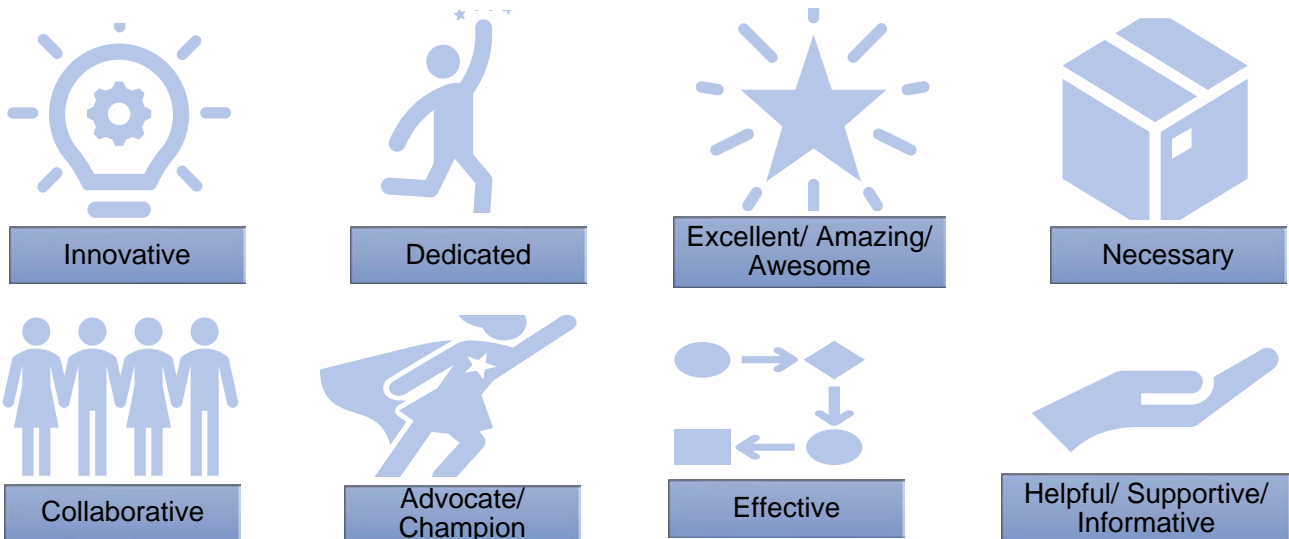 Innovative
Dedicated
Excellent/ Amazing/
Awesome
Necessary
Collaborative
Advocate/
Champion
Effective
Helpful/ Supportive/
Informative